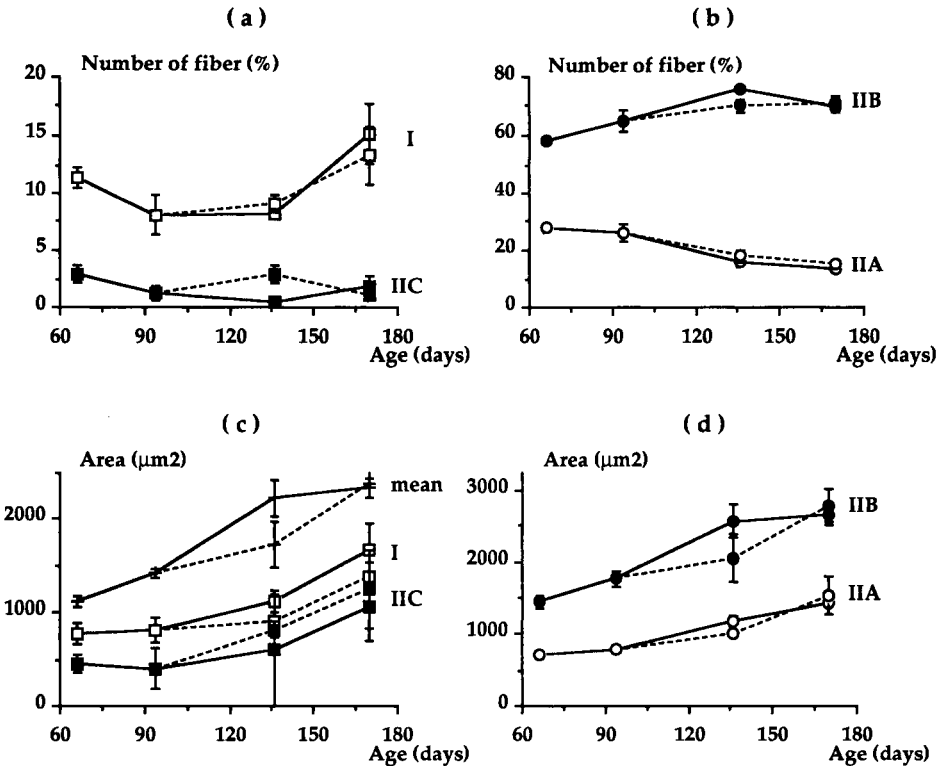 ( a )
Number of fiber (%)
20
15
10
5
0
I
IIC
60 90 120 150 180
Age (days)
( b )
Number of fiber (%)
80
60
40
20
0
IIB
IIA
60 90 120 150 180
Age (days)
( c )
Area (μm2)
2000
1000
0
mean
I
IIC
60 90 120 150 180
Age (days)
( d )
Area (μm2)
3000
2000
1000
0
IIB
IIA
60 90 120 150 180
Age (days)